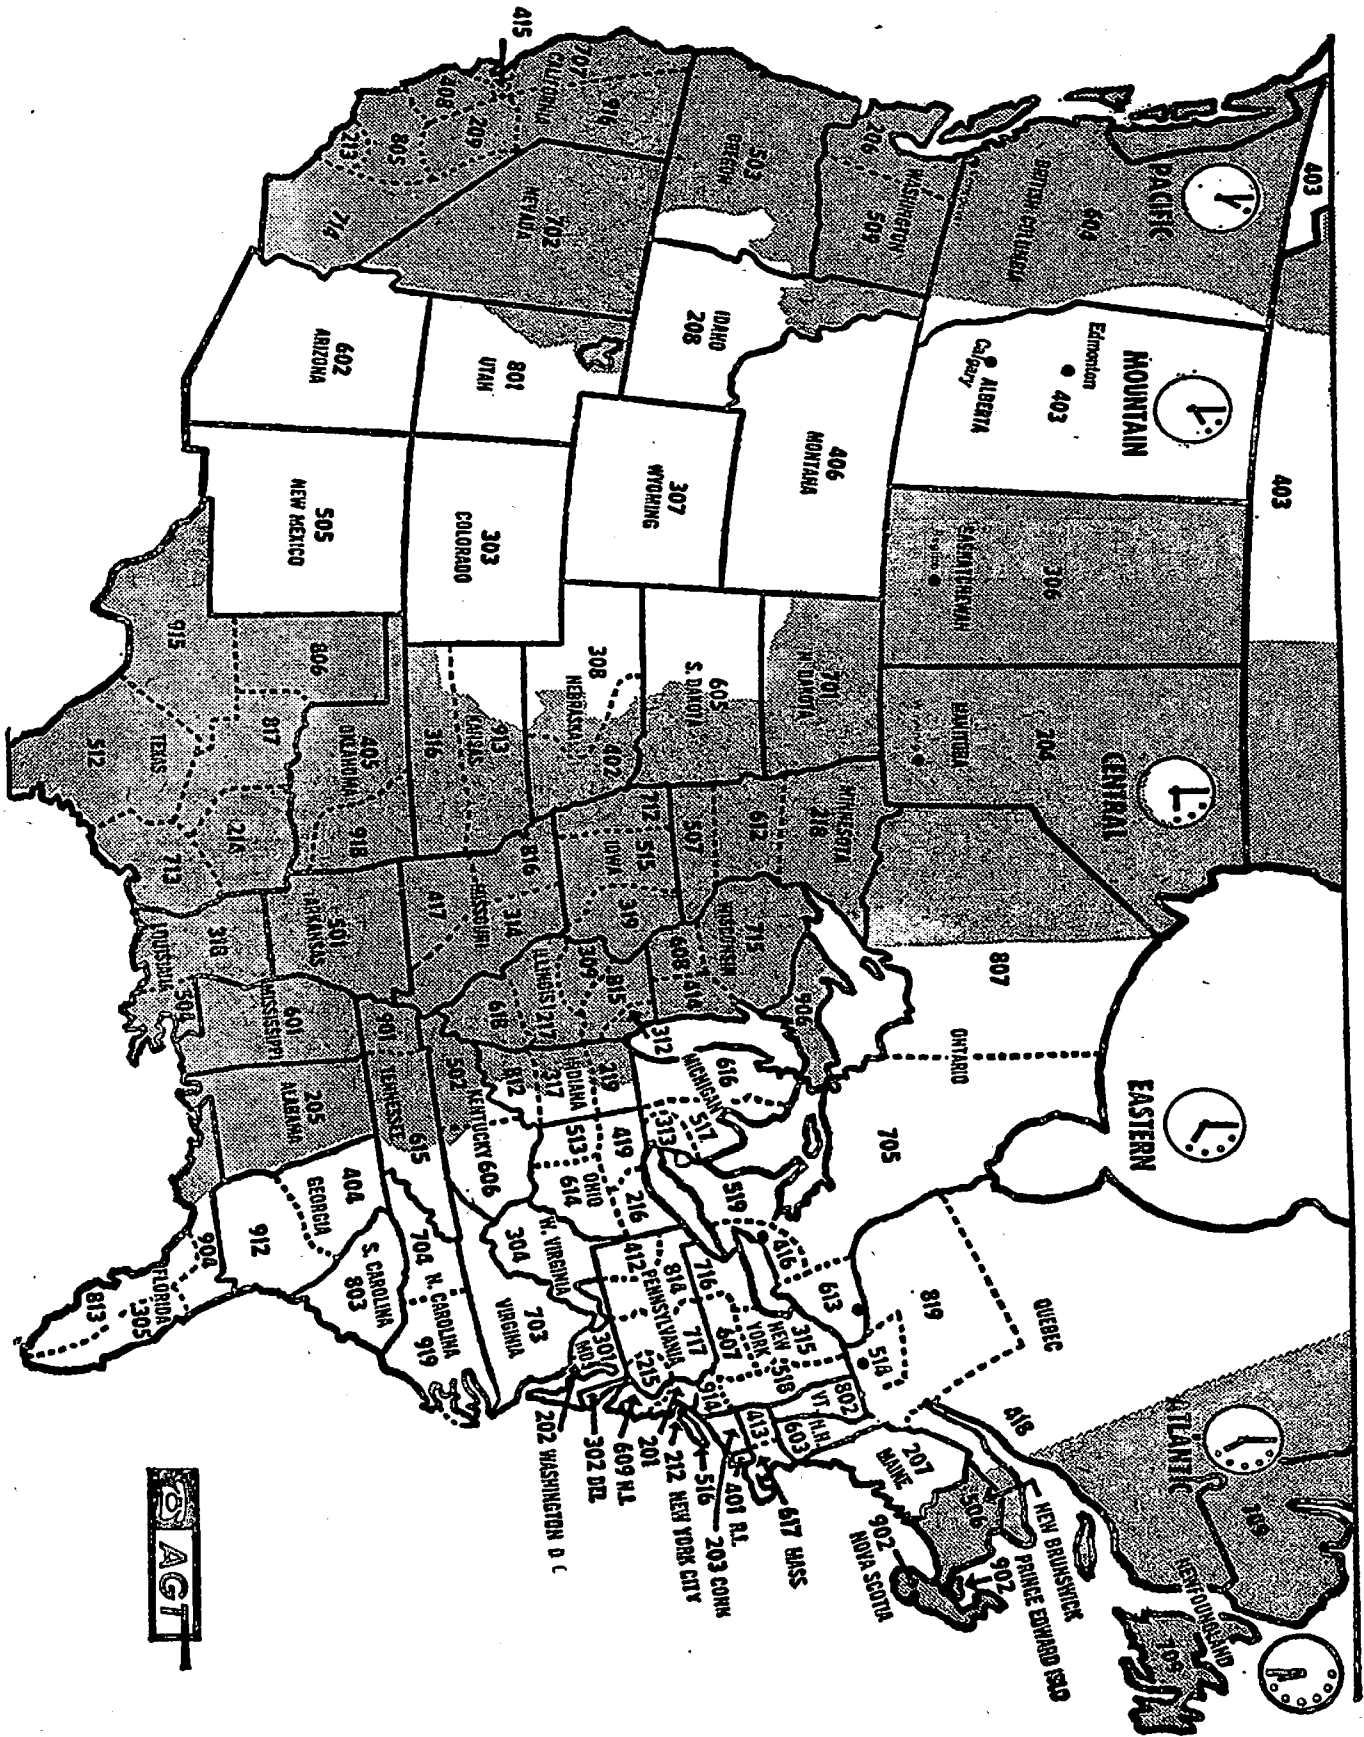 403
PACIFIC
604
BRITISH COLUMBIA
206
WASHINGTON
509
503
OREGON
707
CALIFORNIA
916
415
408
209
805
213
714
702
NEVADA
MOUNTAIN
403
Edmonton
403
ALBERTA
Calgary
IDAHO
208
406
MONTANA
307
WYOMING
801
UTAH
303
COLORADO
602
ARIZONA
505
NEW MEXICO
306
SASKATCHEWAN
CENTRAL
204
MANITOBA
701
N. DAKOTA
605
S. DAKOTA
308
NEBRASKA
402
913
KANSAS
316
405
OKLAHOMA
918
806
915
817
TEXAS
512
214
713
MINNESOTA
218
612
507
712
515
IOWA
319
816
MISSOURI
314
417
501
ARKANSAS
318
LOUISIANA
504
715
WISCONSIN
608
414
906
815
309
ILLINOIS
217
618
312
601
MISSISSIPPI
205
ALABAMA
901
TENNESSEE
615
502
KENTUCKY
606
219
INDIANA
317
812
616
MICHIGAN
517
313
419
OHIO
513
614
216
EASTERN
807
ONTARIO
705
519
416
613
819
QUEBEC
514
418
404
GEORGIA
912
904
FLORIDA
305
813
S. CAROLINA
803
704
N. CAROLINA
919
W. VIRGINIA
304
703
VIRGINIA
412
814
PENNSYLVANIA
717
215
716
607
NEW YORK
315
518
914
301
MD.
802
VT.
N.H.
603
413
207
MAINE
617 MASS
401 R.I.
203 CONN
516
212 NEW YORK CITY
201
609 N.J.
302 DEL
202 WASHINGTON D C
ATLANTIC
506
NEW BRUNSWICK
902
PRINCE EDWARD ISLD
902
NOVA SCOTIA
709
NEWFOUNDLAND
709
AGT